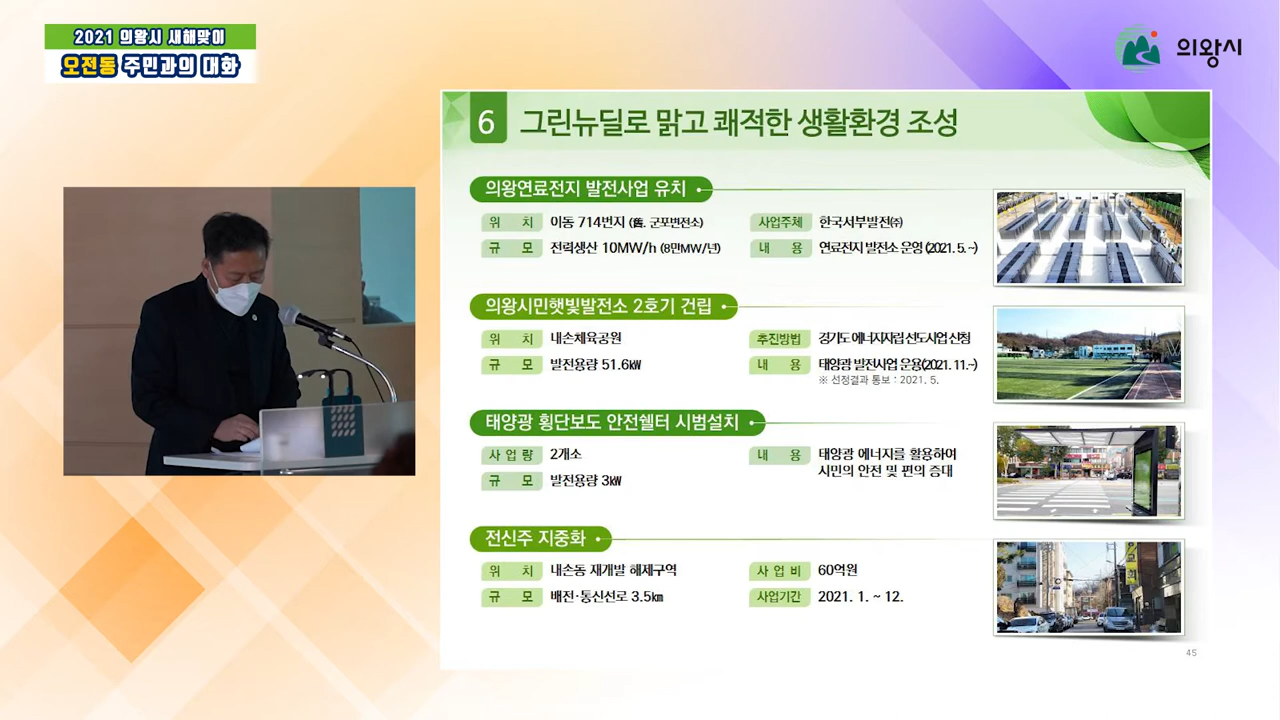 2021 의왕시 새해맞이
오전동 주민과의 대화
의왕시
6 그린뉴딜로 맑고 쾌적한 생활환경 조성
의왕연료전지 발전사업 유치
위 치 이동 714번지 (舊. 군포변전소) 사업주체 한국서부발전㈜
규 모 전력생산 10MW/h (8만MW/년) 내 용 연료전지 발전소 운영 (2021. 5. ~)
의왕시민햇빛발전소 2호기 건립
위 치 내손체육공원 추진방법 경기도 에너지자립 선도사업 신청
규 모 발전용량 51.6㎾ 내 용 태양광 발전사업 운용(2021. 11. ~)
※ 선정결과 통보 : 2021. 5.
태양광 횡단보도 안전쉘터 시범설치
사 업 량 2개소 내 용 태양광 에너지를 활용하여
시민의 안전 및 편의 증대
규 모 발전용량 3㎾
전신주 지중화
위 치 내손동 재개발 해제구역 사 업 비 60억원
규 모 배전·통신선로 3.5㎞ 사업기간 2021. 1. ~ 12.
45